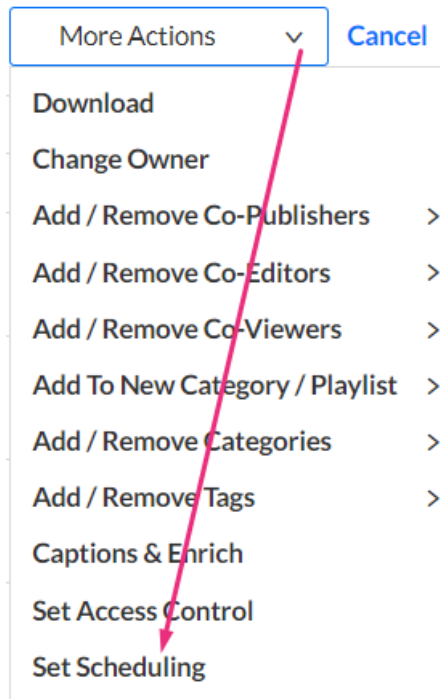 More Actions Cancel
Download
Change Owner
Add / Remove Co-Publishers
Add / Remove Co-Editors
Add / Remove Co-Viewers
Add To New Category / Playlist
Add / Remove Categories
Add / Remove Tags
Captions & Enrich
Set Access Control
Set Scheduling